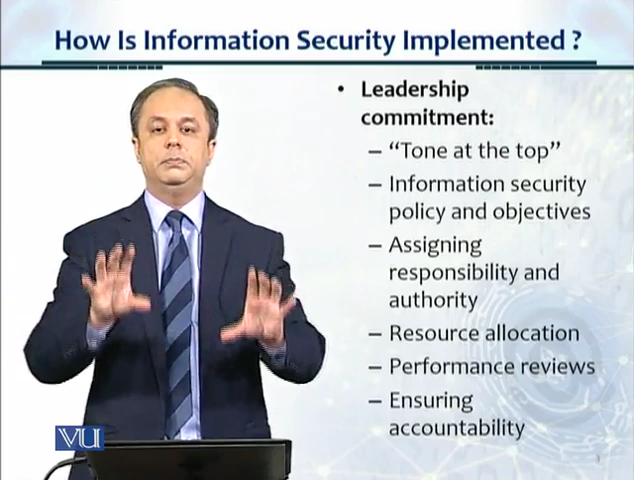 How Is Information Security Implemented ?
• Leadership
commitment:
– “Tone at the top”
– Information security
policy and objectives
– Assigning
responsibility and
authority
– Resource allocation
– Performance reviews
– Ensuring
accountability
VU